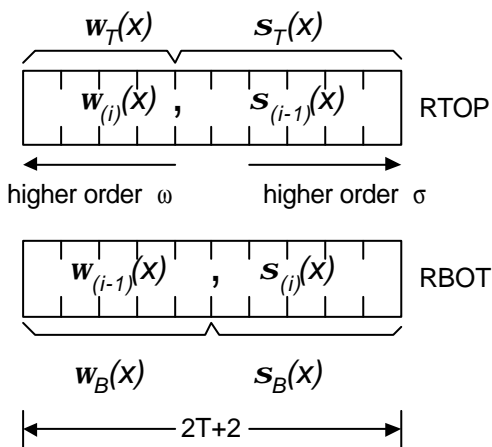 w_T(x) s_T(x)
w_(i)(x) , s_(i-1)(x) RTOP
higher order ω higher order σ
w_(i-1)(x) , s_(i)(x) RBOT
w_B(x) s_B(x)
2T+2